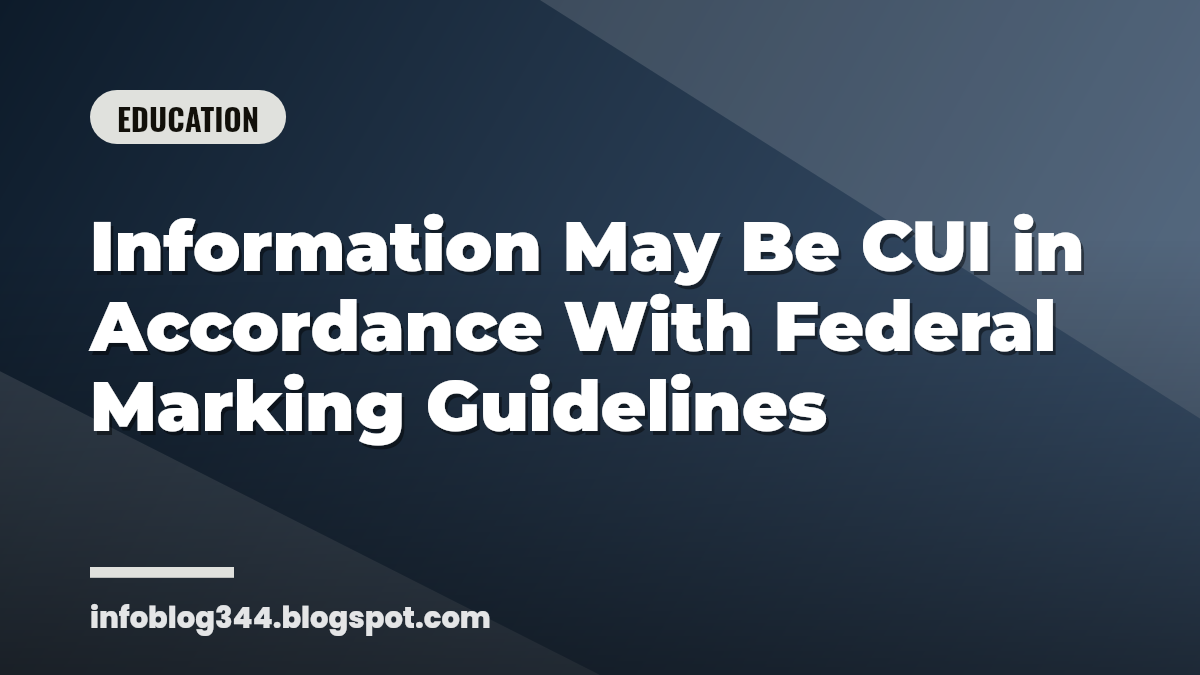 EDUCATION
Information May Be CUI in
Accordance With Federal
Marking Guidelines
infoblog344.blogspot.com